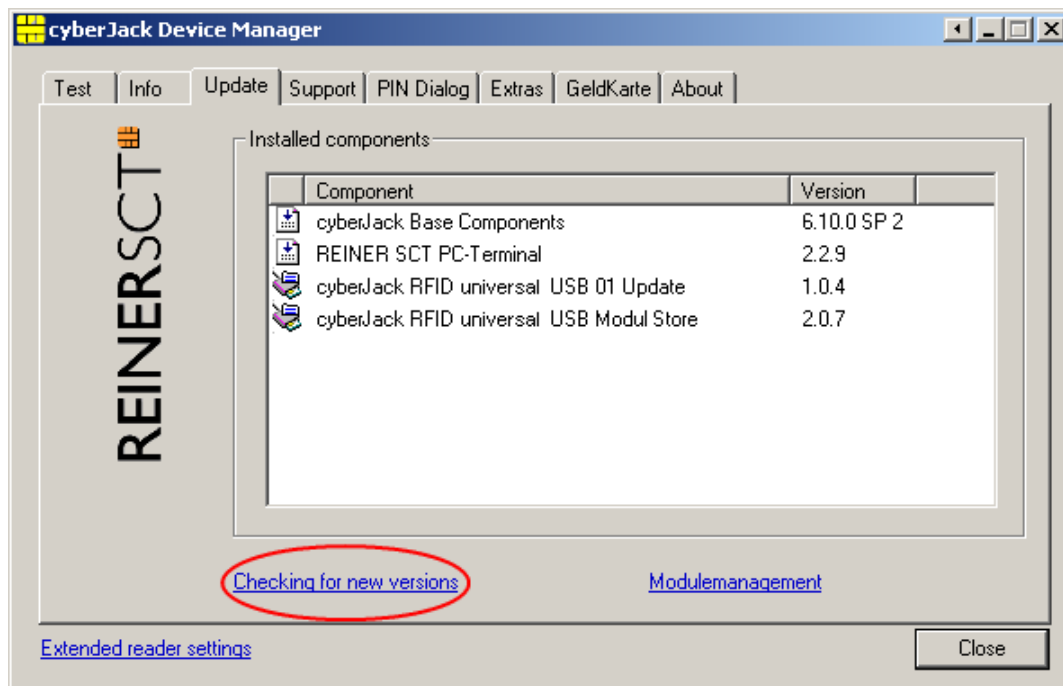 cyberJack Device Manager
Test Info Update Support PIN Dialog Extras GeldKarte About
REINERSCT
Installed components
Component Version
cyberJack Base Components 6.10.0 SP 2
REINER SCT PC-Terminal 2.2.9
cyberJack RFID universal USB 01 Update 1.0.4
cyberJack RFID universal USB Modul Store 2.0.7
Checking for new versions Modulemanagement
Extended reader settings Close